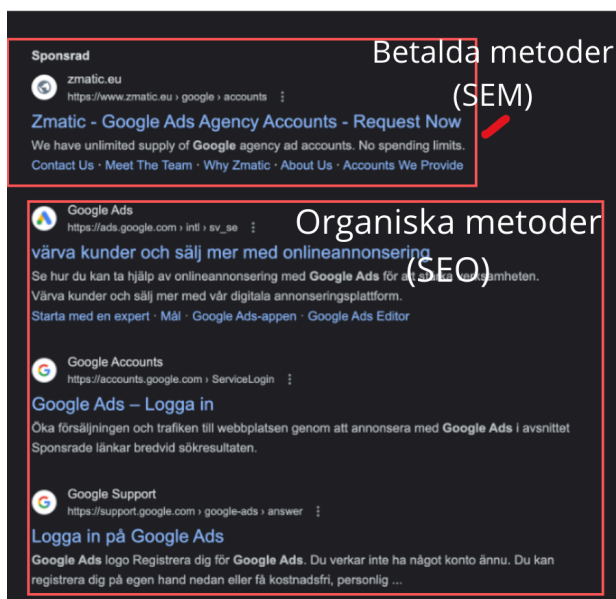 Sponsrad
Betalda metoder
(SEM)
zmatic.eu
https://www.zmatic.eu › google › accounts
Zmatic - Google Ads Agency Accounts - Request Now
We have unlimited supply of Google agency ad accounts. No spending limits.
Contact Us · Meet The Team · Why Zmatic · About Us · Accounts We Provide
Organiska metoder
(SEO)
Google Ads
https://ads.google.com › intl › sv_se
värva kunder och sälj mer med onlineannonsering
Se hur du kan ta hjälp av onlineannonsering med Google Ads för att stärka verksamheten.
Värva kunder och sälj mer med vår digitala annonseringsplattform.
Starta med en expert · Mål · Google Ads-appen · Google Ads Editor
Google Accounts
https://accounts.google.com › ServiceLogin
Google Ads – Logga in
Öka försäljningen och trafiken till webbplatsen genom att annonsera med Google Ads i avsnittet
Sponsrade länkar bredvid sökresultaten.
Google Support
https://support.google.com › google-ads › answer
Logga in på Google Ads
Google Ads logo Registrera dig för Google Ads. Du verkar inte ha något konto ännu. Du kan
registrera dig på egen hand nedan eller få kostnadsfri, personlig ...